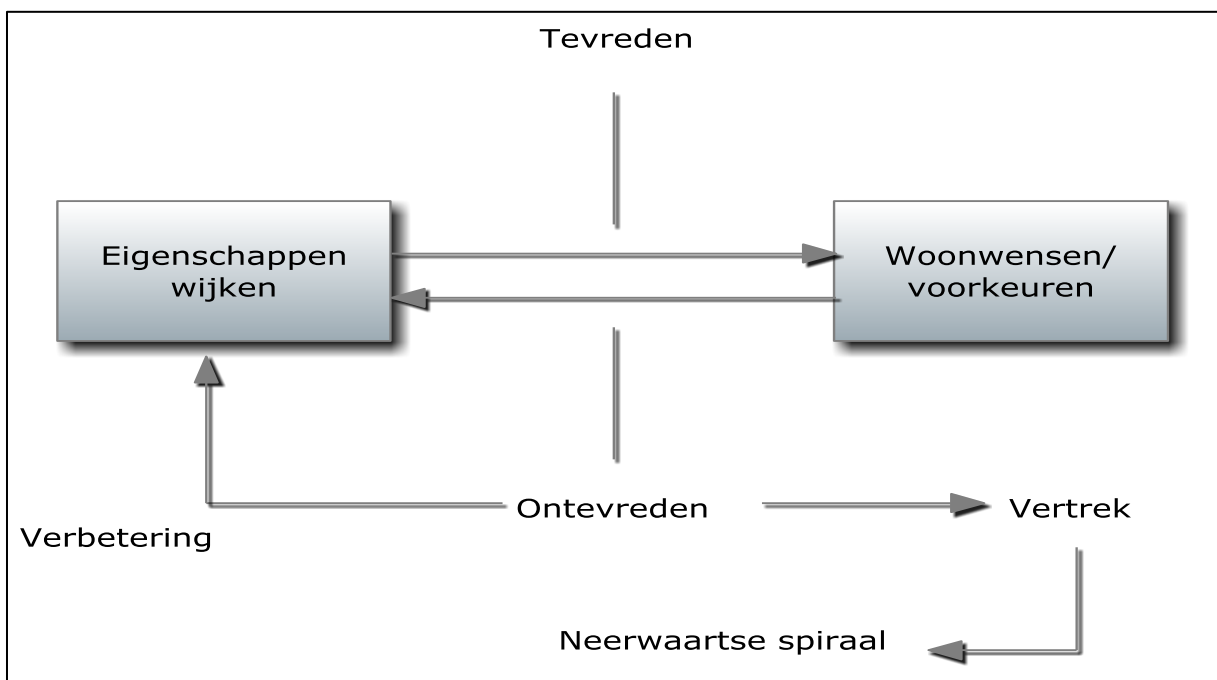 Tevreden
Eigenschappen
wijken
Woonwensen/
voorkeuren
Ontevreden
Vertrek
Verbetering
Neerwaartse spiraal